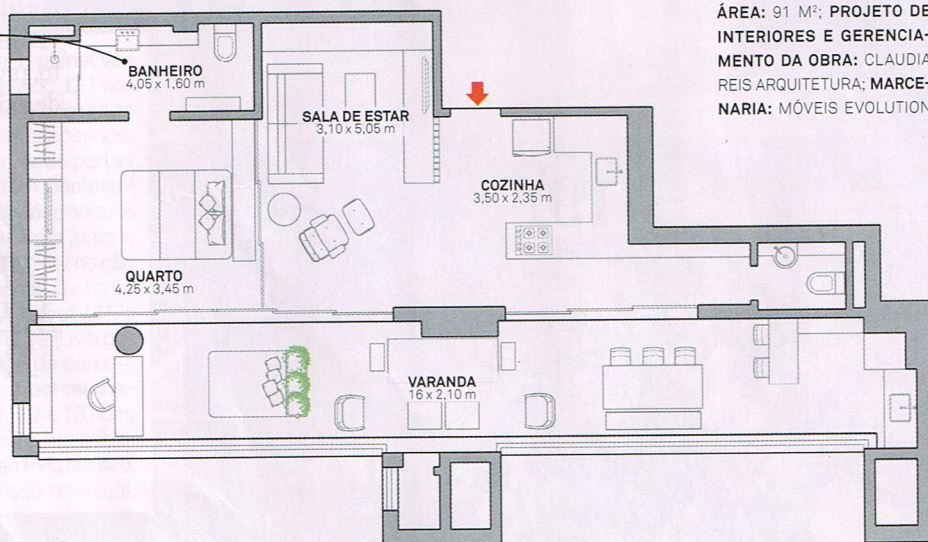 ÁREA: 91 M²; PROJETO DE
INTERIORES E GERENCIA-
MENTO DA OBRA: CLAUDIA
REIS ARQUITETURA; MARCE-
NARIA: MÓVEIS EVOLUTION
BANHEIRO
4,05 x 1,60 m
SALA DE ESTAR
3,10 x 5,05 m
COZINHA
3,50 x 2,35 m
QUARTO
4,25 x 3,45 m
VARANDA
16 x 2,10 m